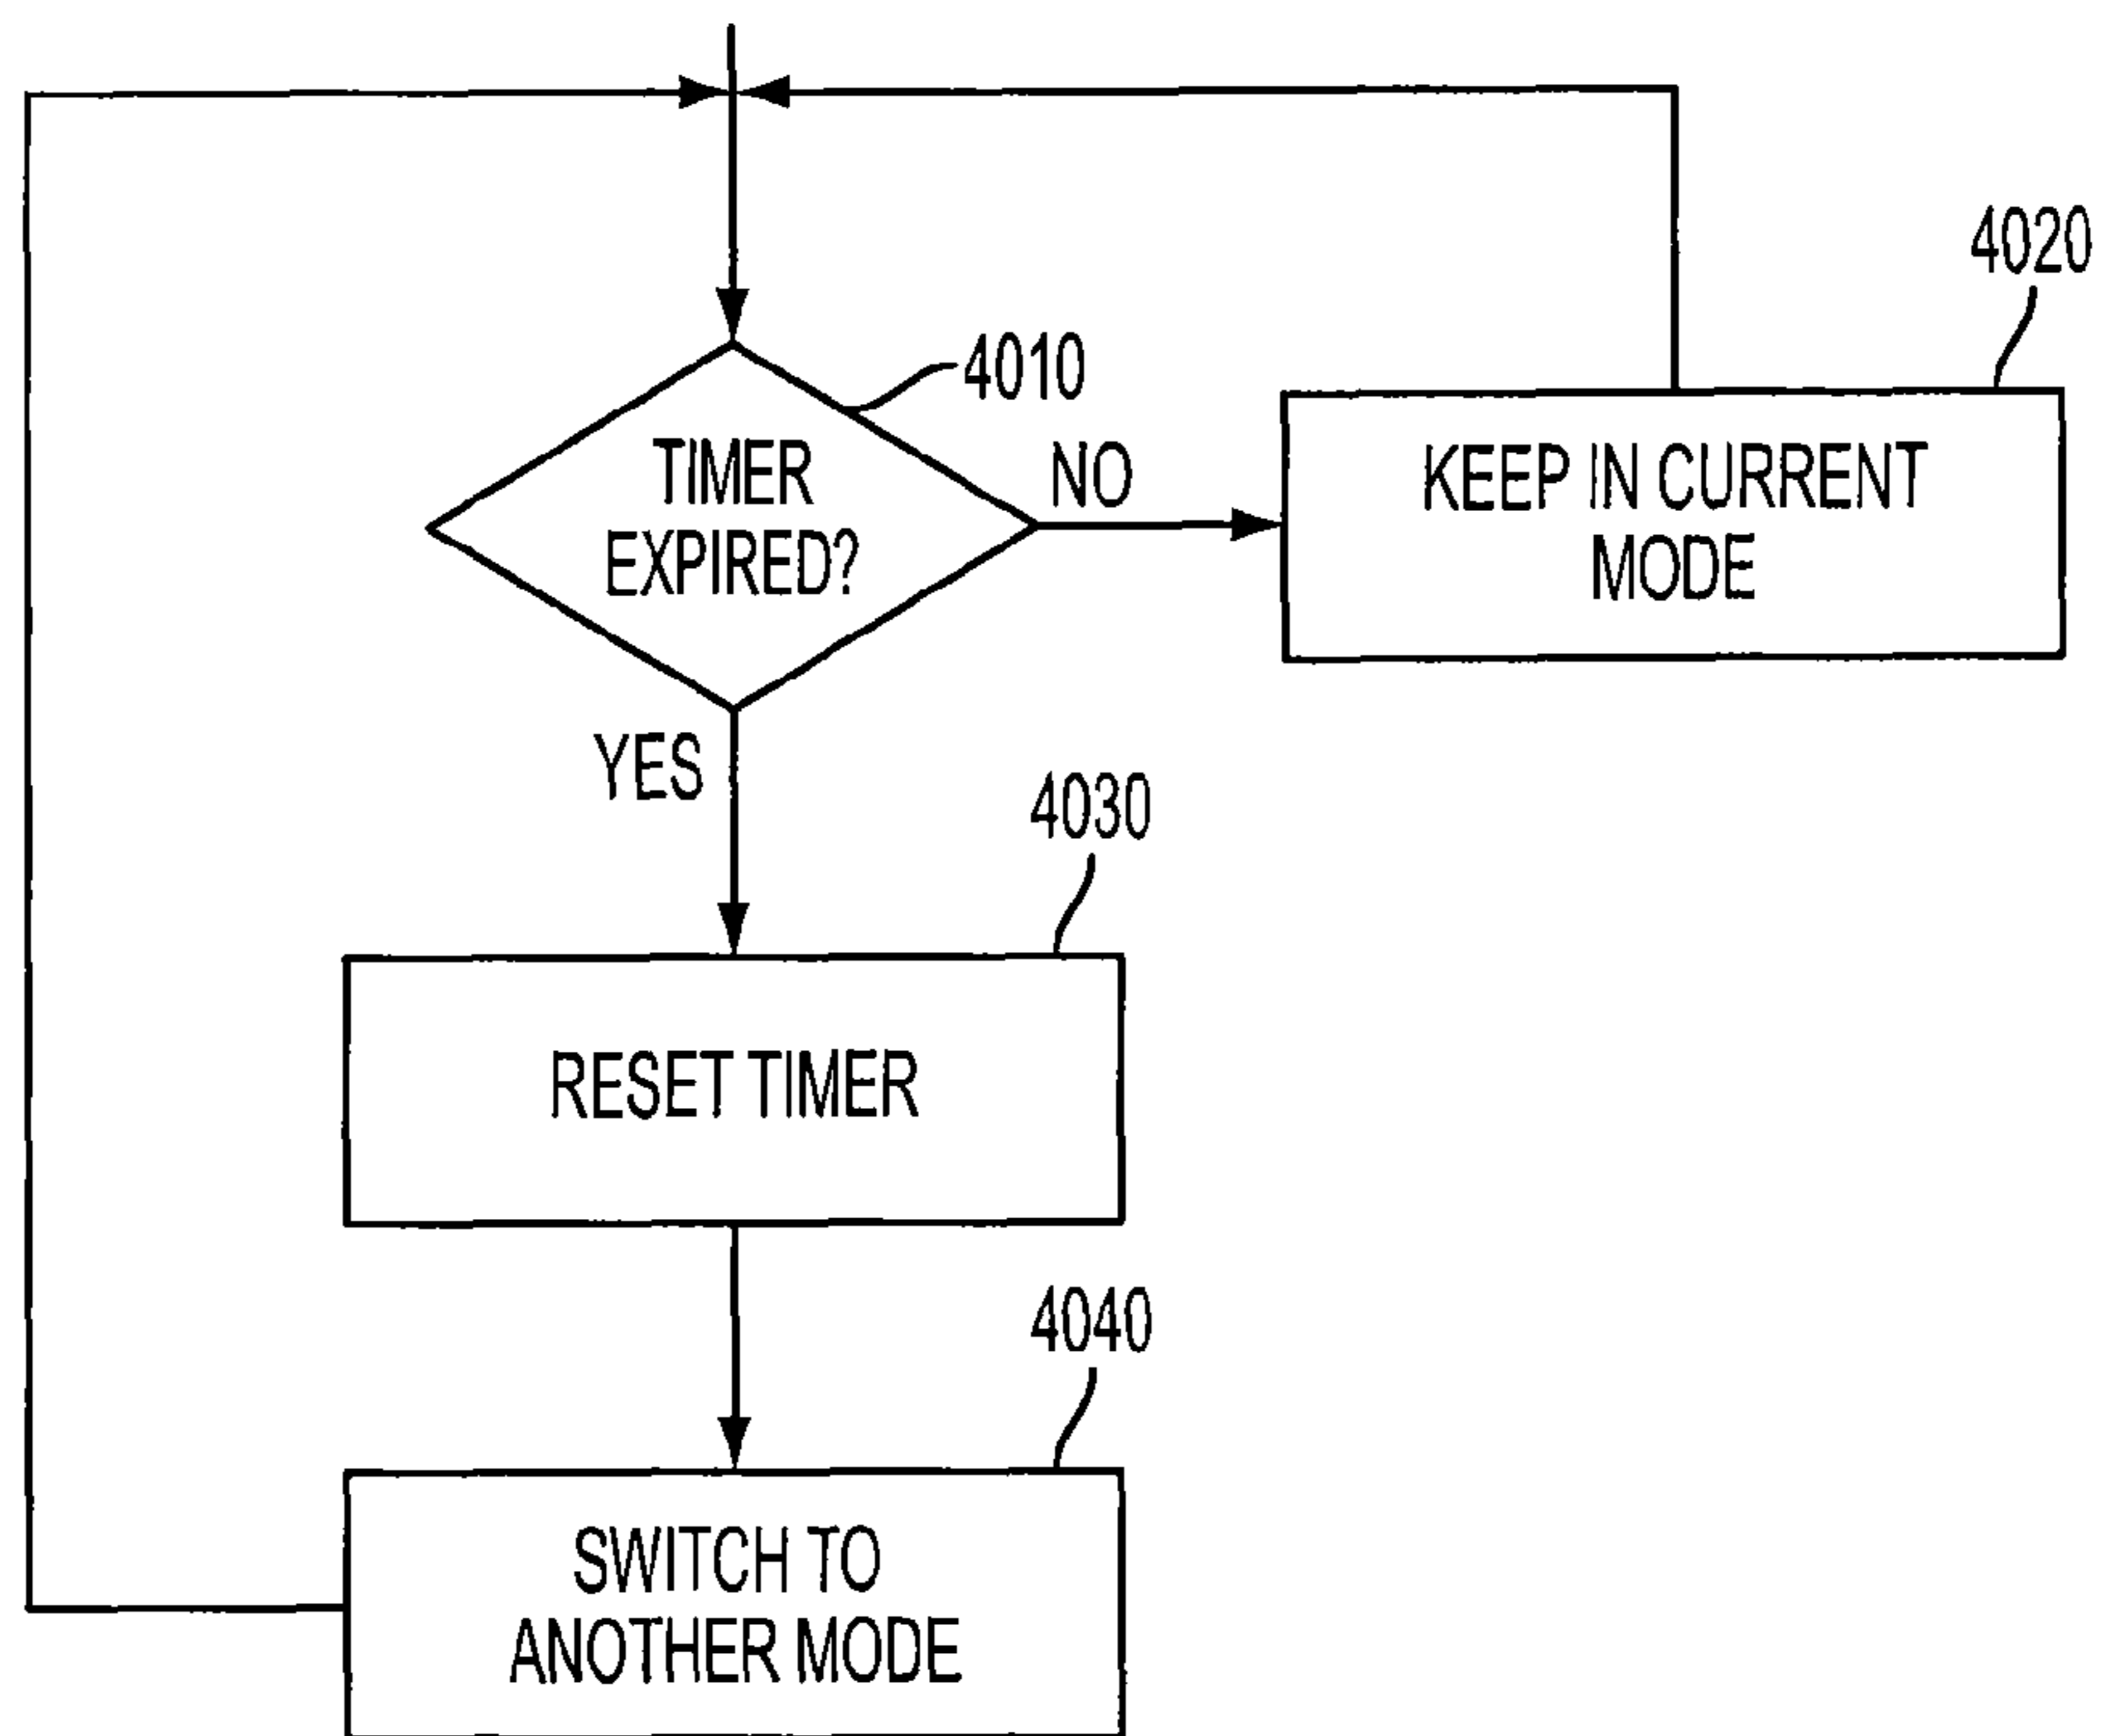 4010
TIMER
EXPIRED?
NO
4020
KEEP IN CURRENT
MODE
YES
4030
RESET TIMER
4040
SWITCH TO
ANOTHER MODE